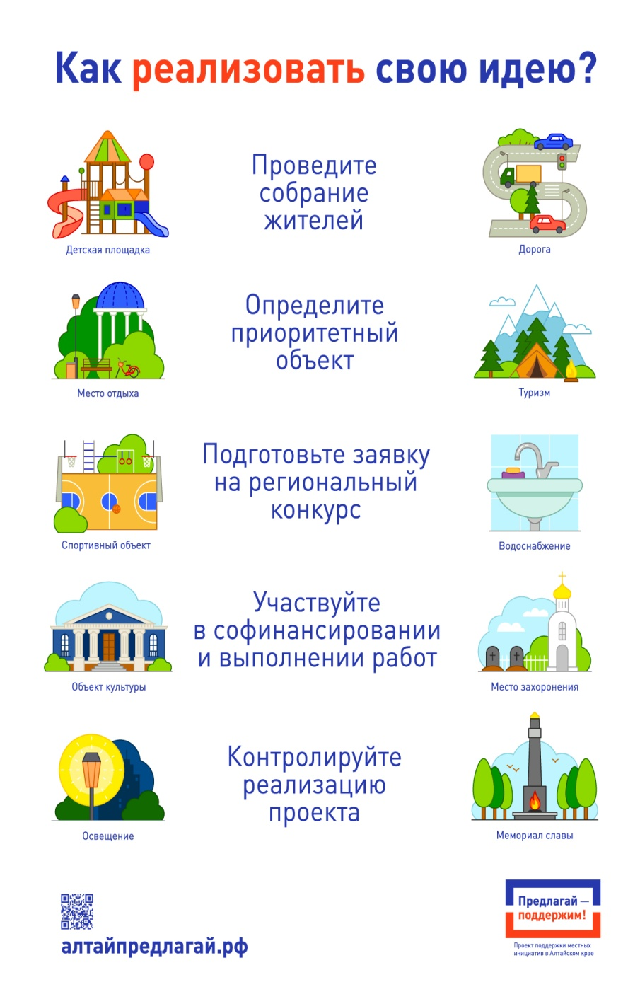 Как реализовать свою идею?
Проведите
собрание
жителей
Детская площадка
Дорога
Определите
приоритетный
объект
Место отдыха
Туризм
Подготовьте заявку
на региональный
конкурс
Спортивный объект
Водоснабжение
Участвуйте
в софинансировании
и выполнении работ
Объект культуры
Место захоронения
Контролируйте
реализацию
проекта
Освещение
Мемориал славы
алтайпредлагай.рф
Предлагай —
поддержим!
Проект поддержки местных
инициатив в Алтайском крае